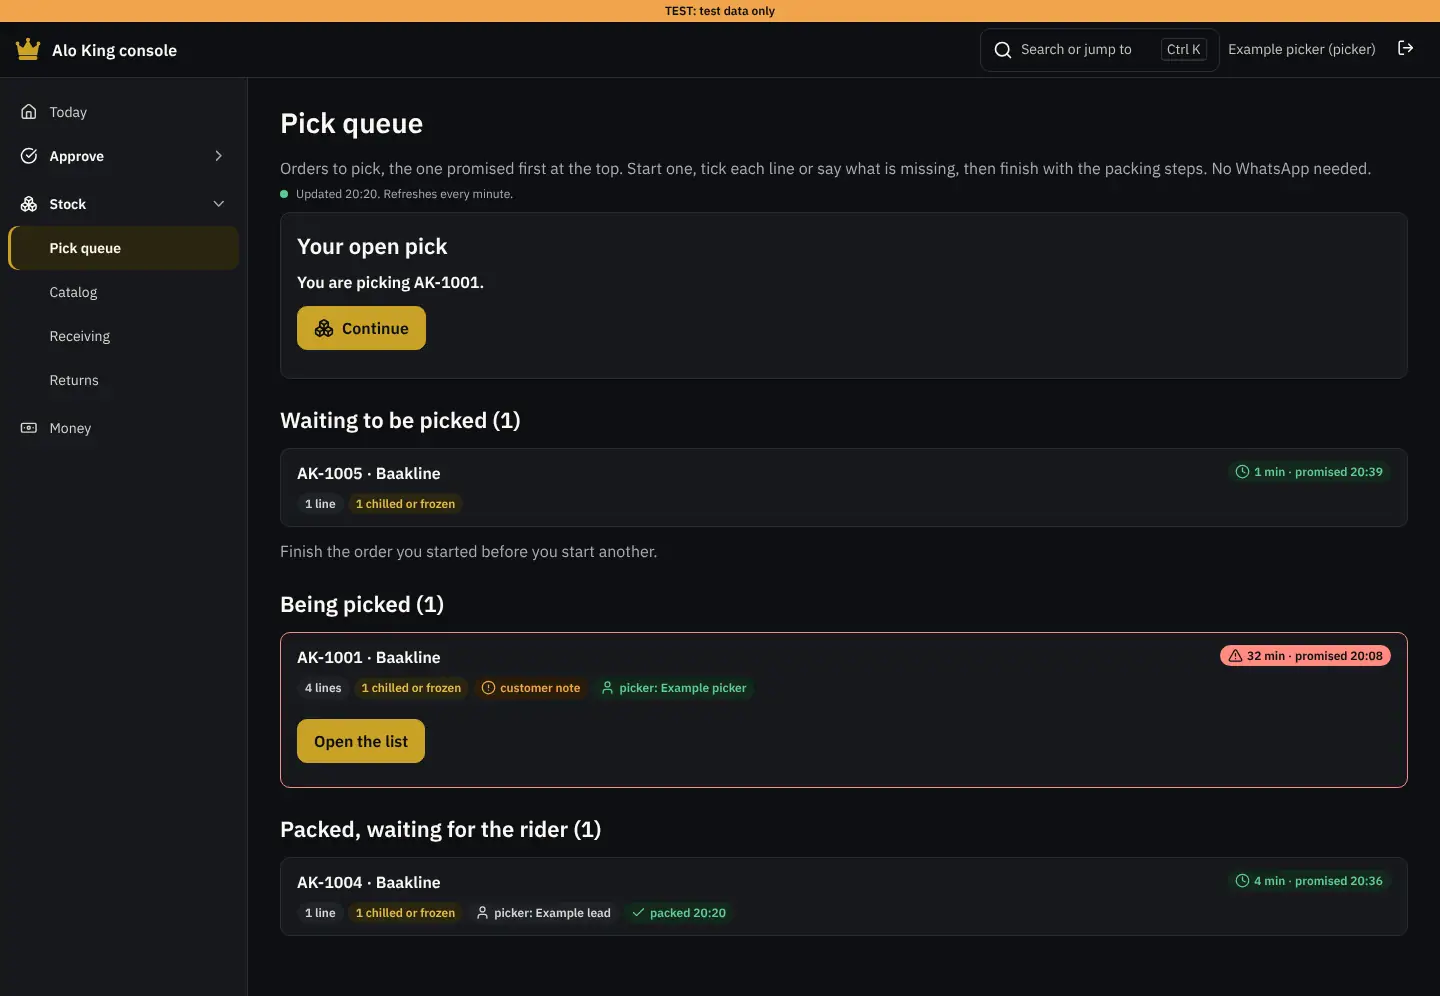 TEST: test data only
Alo King console
Search or jump to
Ctrl K
Example picker (picker)
Today
Approve
Stock
Pick queue
Catalog
Receiving
Returns
Money
Pick queue
Orders to pick, the one promised first at the top. Start one, tick each line or say what is missing, then finish with the packing steps. No WhatsApp needed.
Updated 20:20. Refreshes every minute.
Your open pick
You are picking AK-1001.
Continue
Waiting to be picked (1)
AK-1005 · Baakline
1 min · promised 20:39
1 line
1 chilled or frozen
Finish the order you started before you start another.
Being picked (1)
AK-1001 · Baakline
32 min · promised 20:08
4 lines
1 chilled or frozen
customer note
picker: Example picker
Open the list
Packed, waiting for the rider (1)
AK-1004 · Baakline
4 min · promised 20:36
1 line
1 chilled or frozen
picker: Example lead
packed 20:20